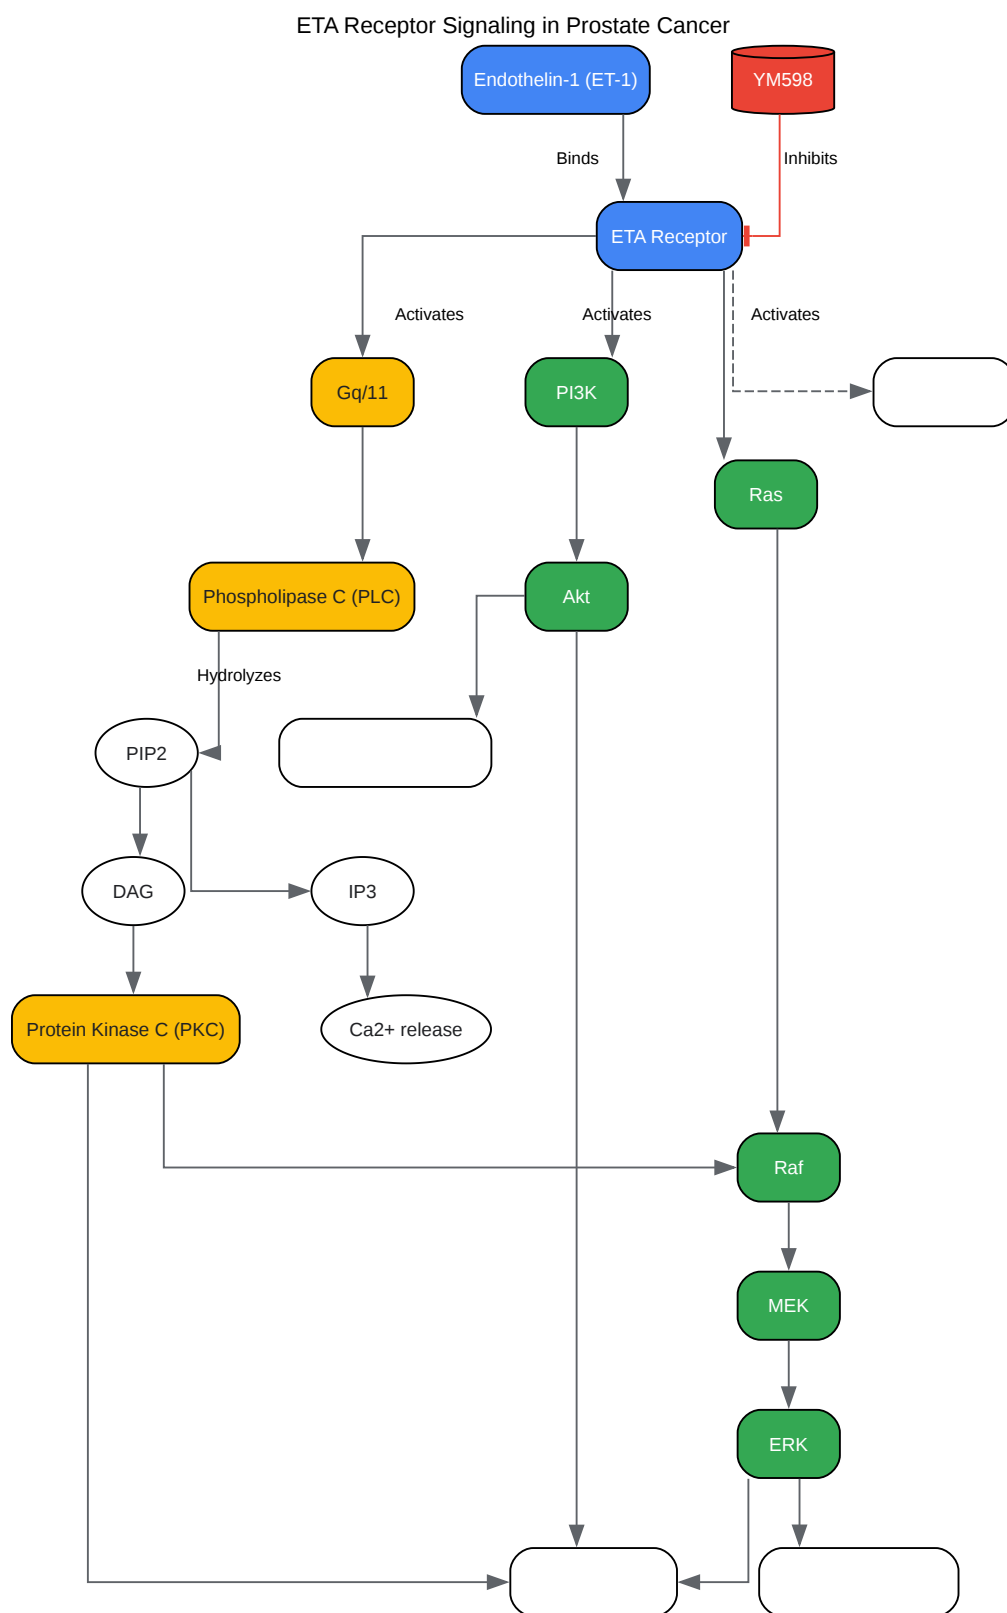 ETA Receptor Signaling in Prostate Cancer
Endothelin-1 (ET-1)
YM598
Binds
Inhibits
ETA Receptor
Activates
Activates
Activates
Gq/11
PI3K
Ras
Phospholipase C (PLC)
Akt
Hydrolyzes
PIP2
DAG
IP3
Protein Kinase C (PKC)
Ca2+ release
Raf
MEK
ERK